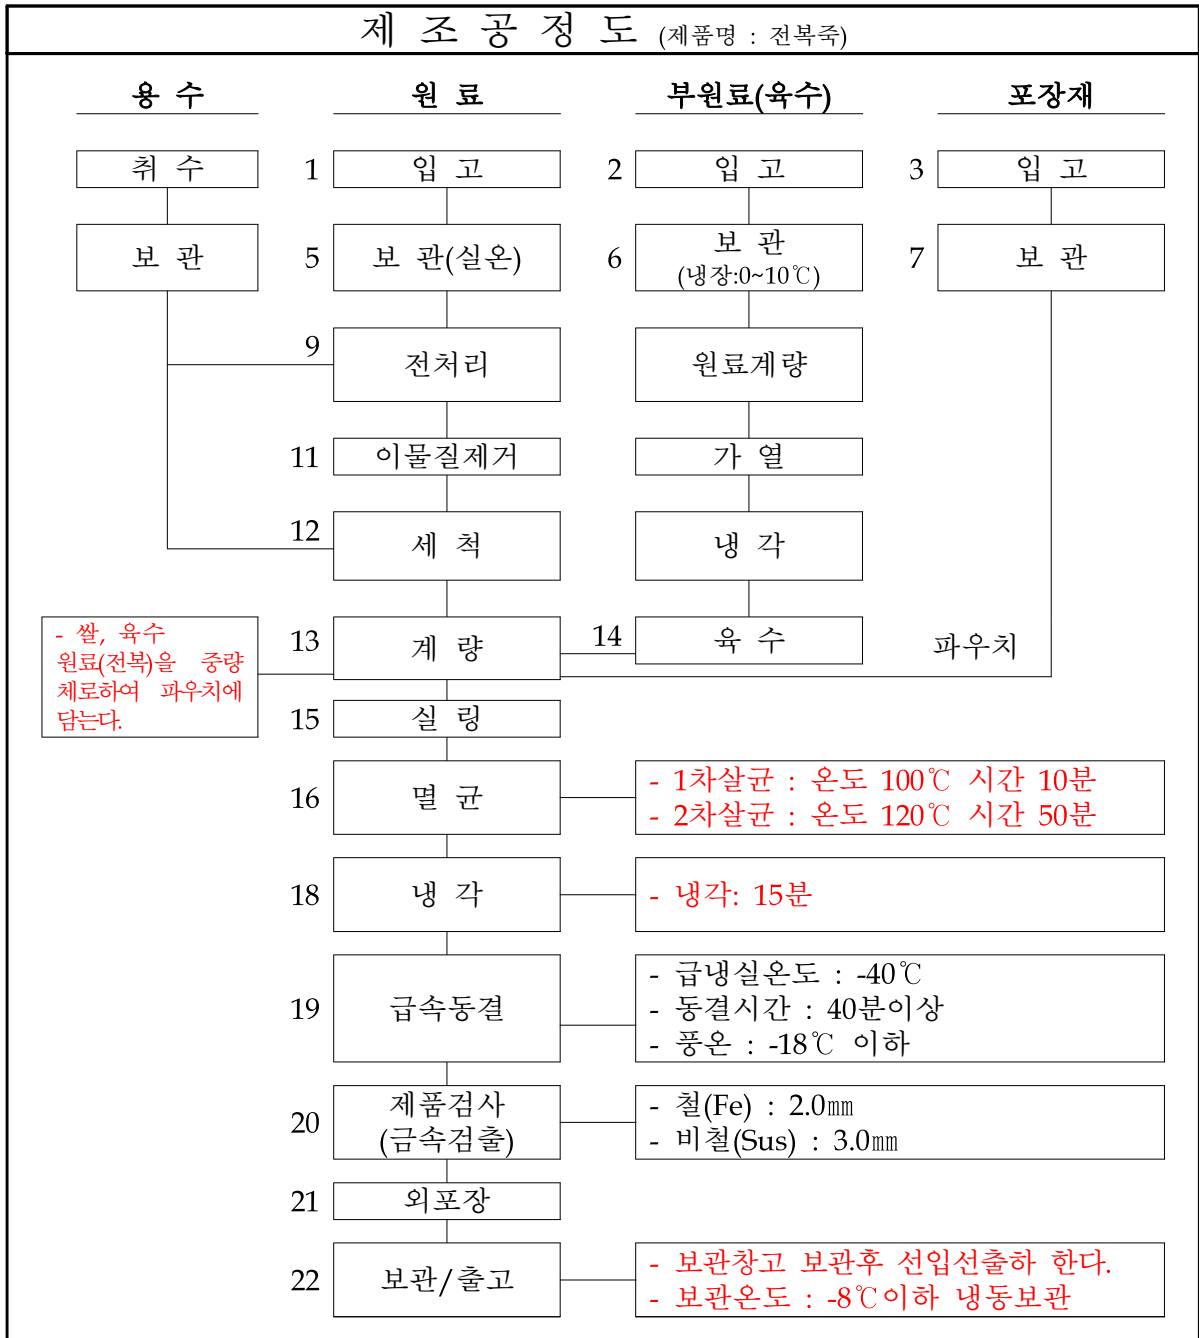 제 조 공 정 도 (제품명 : 전복죽)
용 수
원 료
부원료(육수)
포장재
취 수
1
입 고
2
입 고
3
입 고
보 관
5
보 관(실온)
6
보 관
(냉장:0~10℃)
7
보 관
9
전처리
원료계량
11
이물질제거
가 열
12
세 척
냉 각
- 쌀, 육수
원료(전복)을 중량
체로하여 파우치에
담는다.
13
계 량
14
육 수
파우치
15
실 링
16
멸 균
- 1차살균 : 온도 100℃ 시간 10분
- 2차살균 : 온도 120℃ 시간 50분
18
냉 각
- 냉각: 15분
19
급속동결
- 급냉실온도 : -40℃
- 동결시간 : 40분이상
- 풍온 : -18℃ 이하
20
제품검사
(금속검출)
- 철(Fe) : 2.0㎜
- 비철(Sus) : 3.0㎜
21
외포장
22
보관/출고
- 보관창고 보관후 선입선출하 한다.
- 보관온도 : -8℃이하 냉동보관